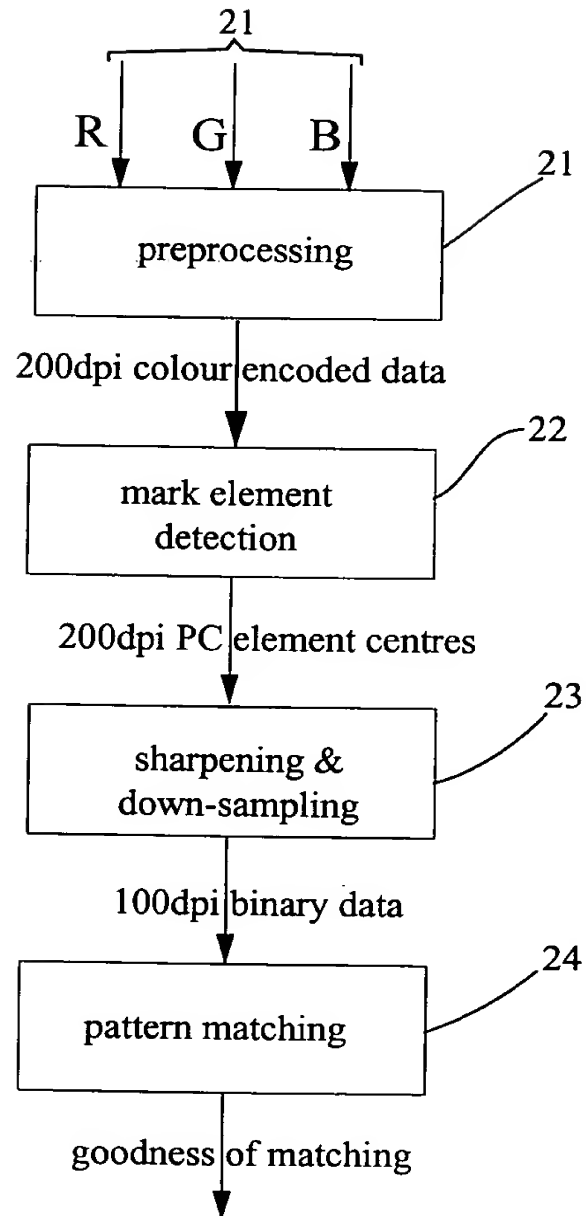 21
R G B
21
preprocessing
200dpi colour encoded data
22
mark element
detection
200dpi PC element centres
23
sharpening &
down-sampling
100dpi binary data
24
pattern matching
goodness of matching